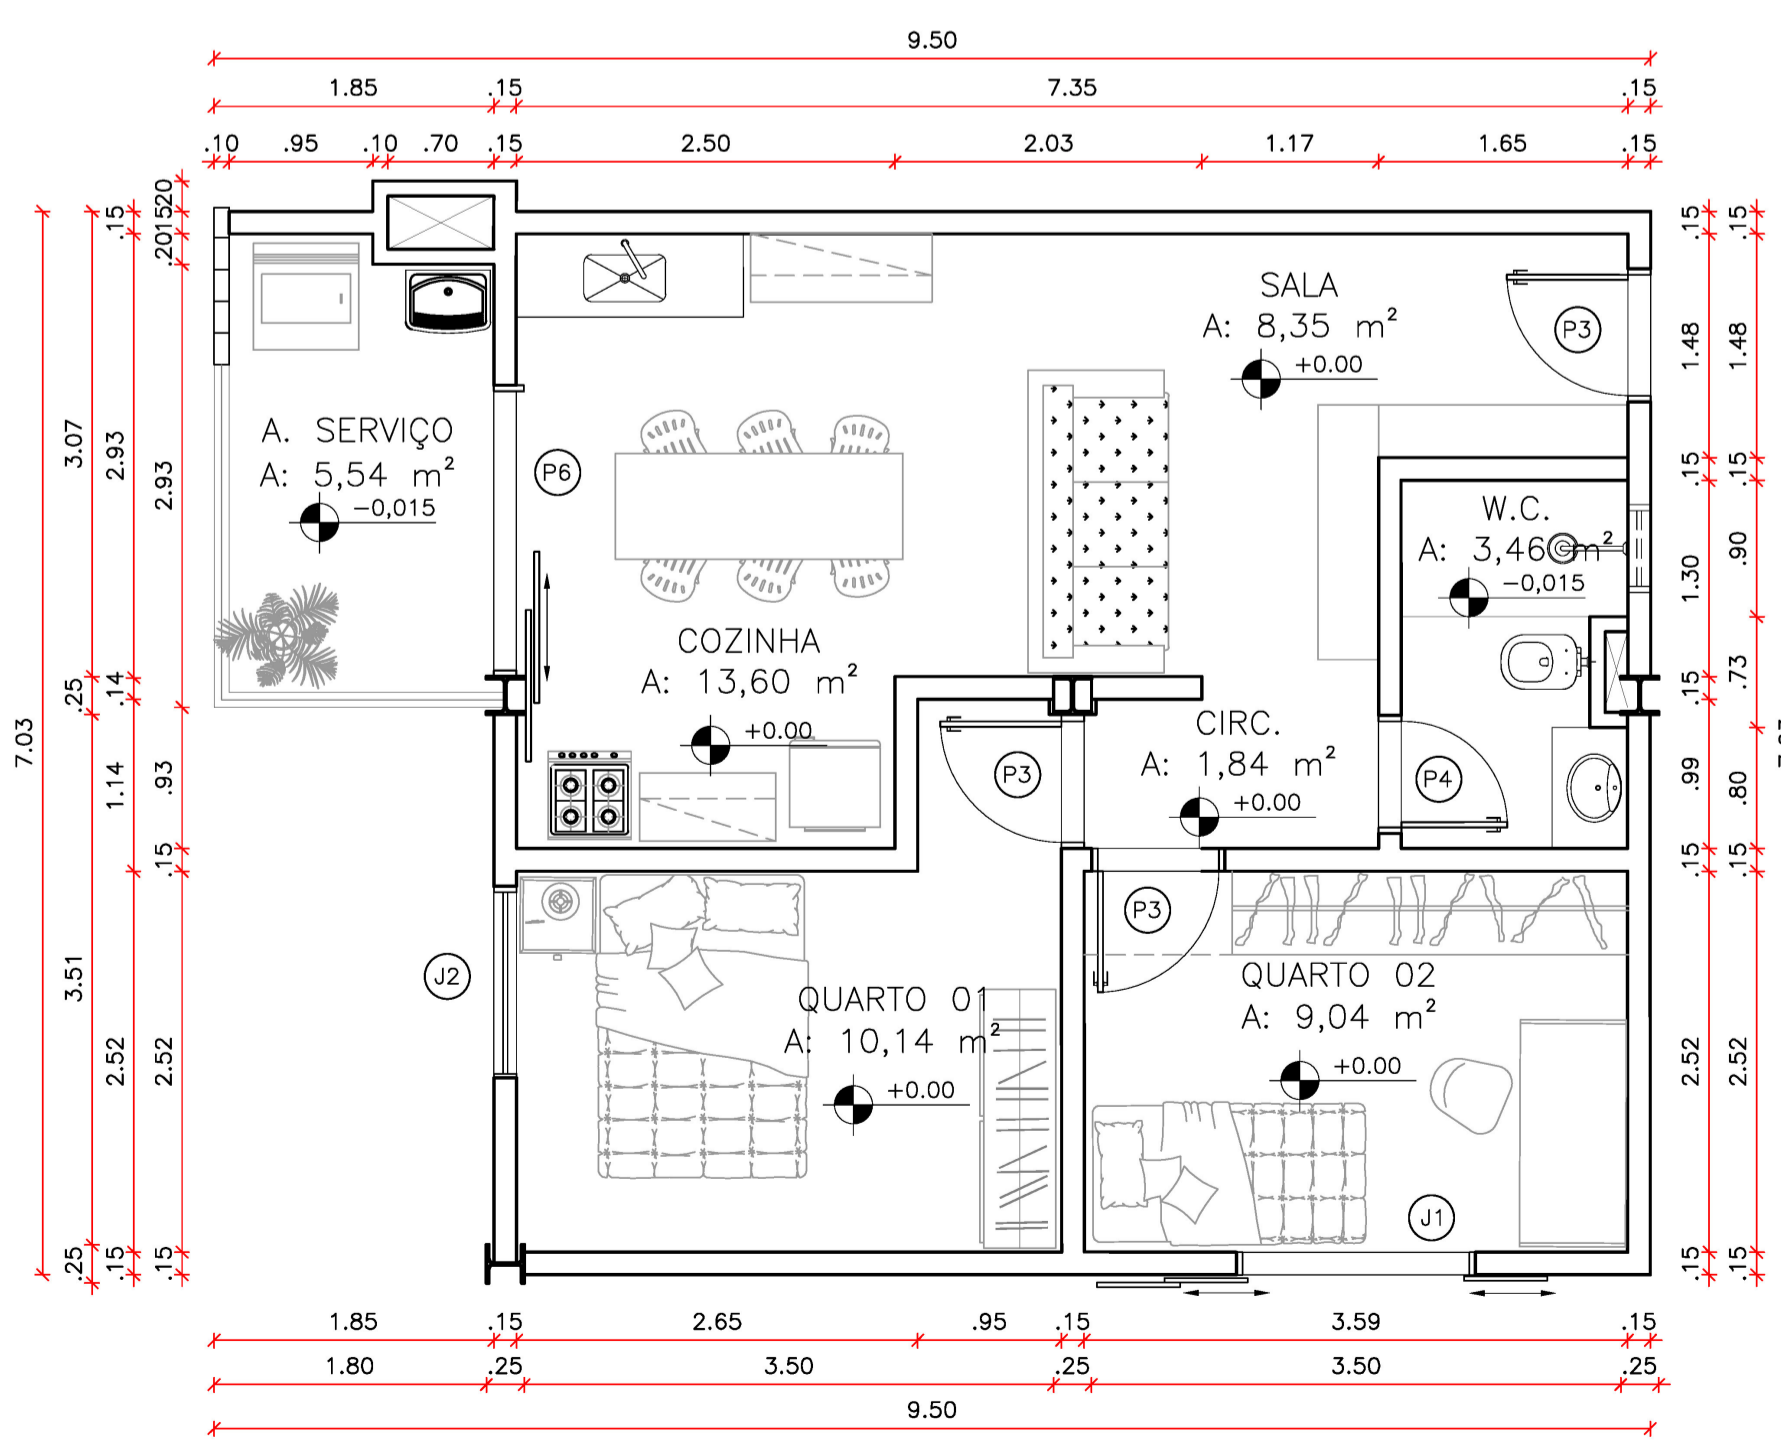 9.50
1.85 .15 7.35 .15
.10 .95 .10 .70 .15 2.50 2.03 1.17 1.65 .15
.20
.15
.20
.15
.15
.15
SALA
A: 8,35 m²
+0.00
P3
1.48
1.48
A. SERVIÇO
A: 5,54 m²
-0,015
P6
3.07
2.93
2.93
.15
.15
W.C.
A: 3,46 m²
-0,015
1.30
.90
COZINHA
A: 13,60 m²
+0.00
.25
.14
.15
.73
7.03
CIRC.
A: 1,84 m²
+0.00
P3
P4
1.14
.93
.99
.80
.15
.15
.15
P3
J2
3.51
QUARTO 01
A: 10,14 m²
+0.00
QUARTO 02
A: 9,04 m²
+0.00
2.52
2.52
2.52
2.52
J1
.25
.15
.15
.15
.15
1.85 .15 2.65 .95 .15 3.59 .15
1.80 .25 3.50 .25 3.50 .25
9.50